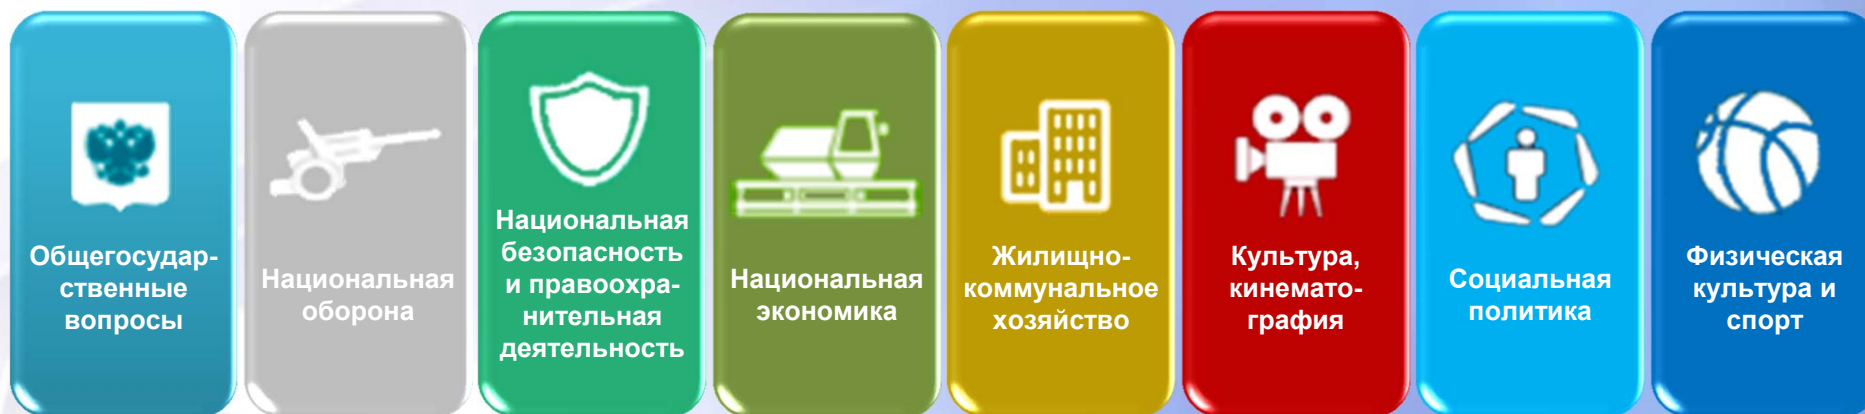 Общегосудар-
ственные
вопросы
Национальная
оборона
Национальная
безопасность
и правоохра-
нительная
деятельность
Национальная
экономика
Жилищно-
коммунальное
хозяйство
Культура,
кинемато-
графия
Социальная
политика
Физическая
культура и
спорт